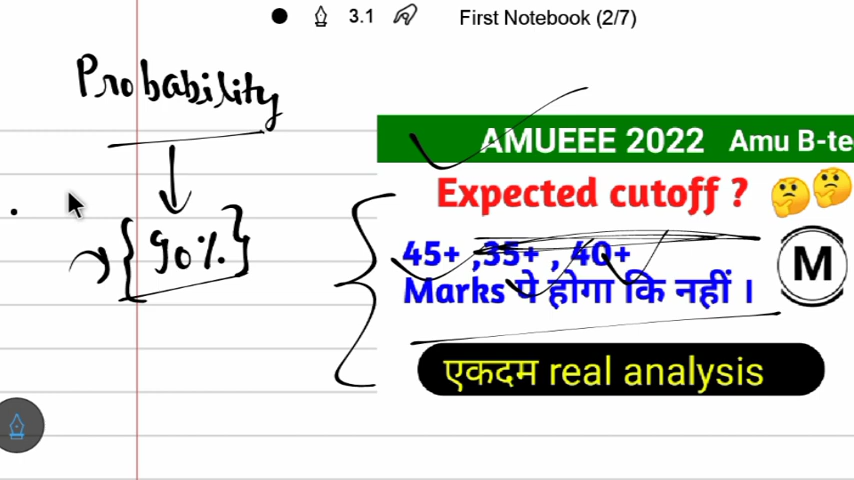 3.1 First Notebook (2/7)
Probability
{90%}
AMUEEE 2022 Amu B-te
Expected cutoff ?
45+ ,35+ , 40+
Marks पे होगा कि नहीं ।
M
एकदम real analysis